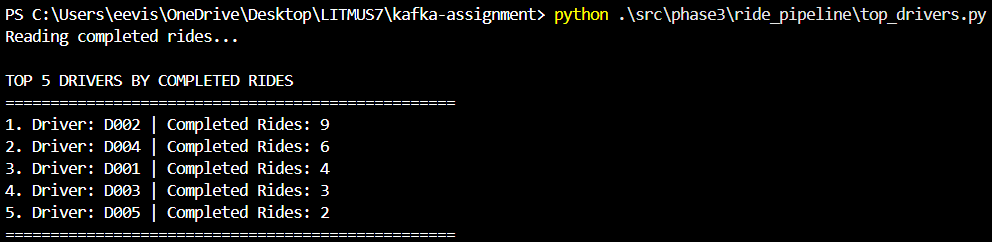 PS C:\Users\eevis\OneDrive\Desktop\LITMUS7\kafka-assignment> python .\src\phase3\ride_pipeline\top_drivers.py
Reading completed rides...
TOP 5 DRIVERS BY COMPLETED RIDES
==================================================
1. Driver: D002 | Completed Rides: 9
2. Driver: D004 | Completed Rides: 6
3. Driver: D001 | Completed Rides: 4
4. Driver: D003 | Completed Rides: 3
5. Driver: D005 | Completed Rides: 2
==================================================